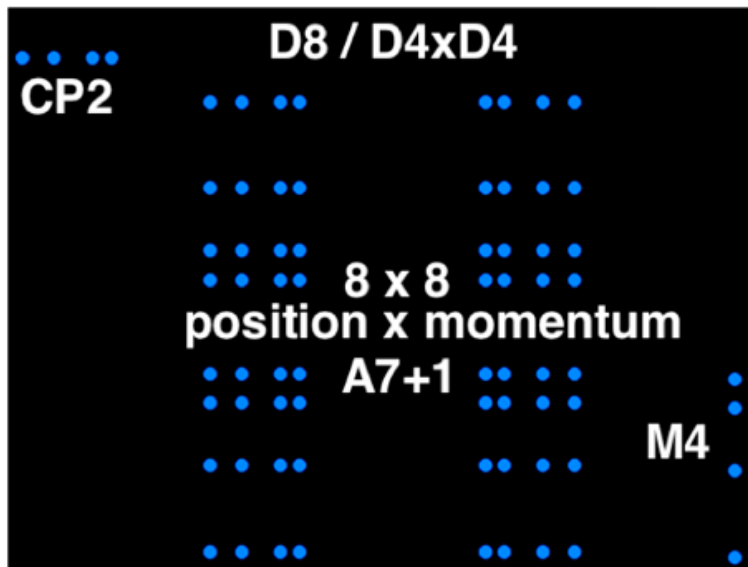 D8 / D4xD4
CP2
8 x 8
position x momentum
A7+1
M4